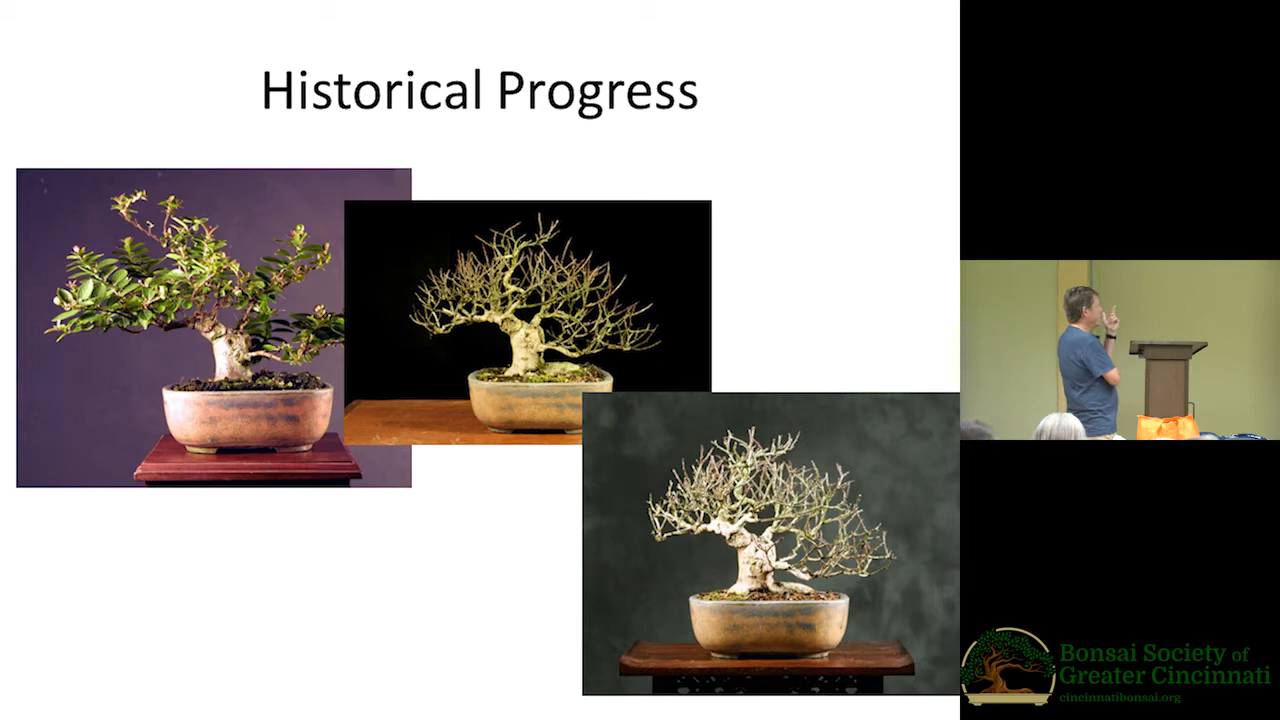 Historical Progress
Bonsai Society of
Greater Cincinnati
cincinnatibonsai.org